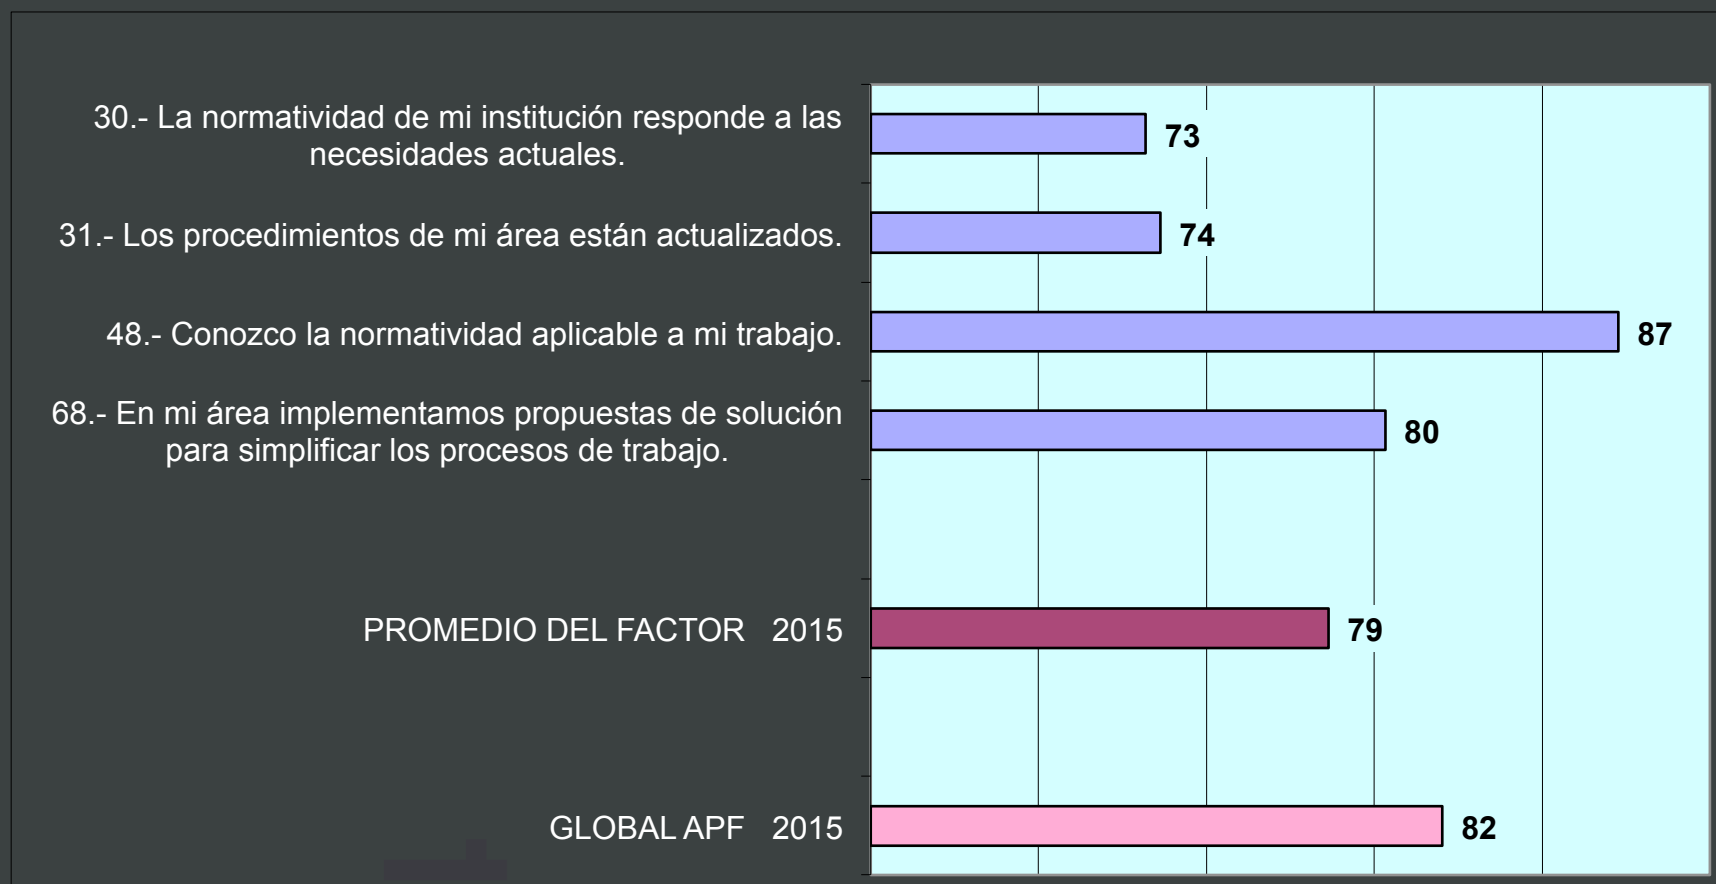 30.- La normatividad de mi institución responde a las
necesidades actuales.
73
31.- Los procedimientos de mi área están actualizados.
74
48.- Conozco la normatividad aplicable a mi trabajo.
87
68.- En mi área implementamos propuestas de solución
para simplificar los procesos de trabajo.
80
PROMEDIO DEL FACTOR 2015
79
GLOBAL APF 2015
82